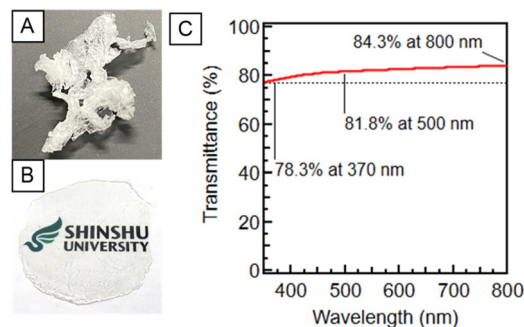 A
B
SHINSHU
UNIVERSITY
C
Transmittance (%)
100
80
60
40
20
0
84.3% at 800 nm
81.8% at 500 nm
78.3% at 370 nm
400
500
600
700
800
Wavelength (nm)